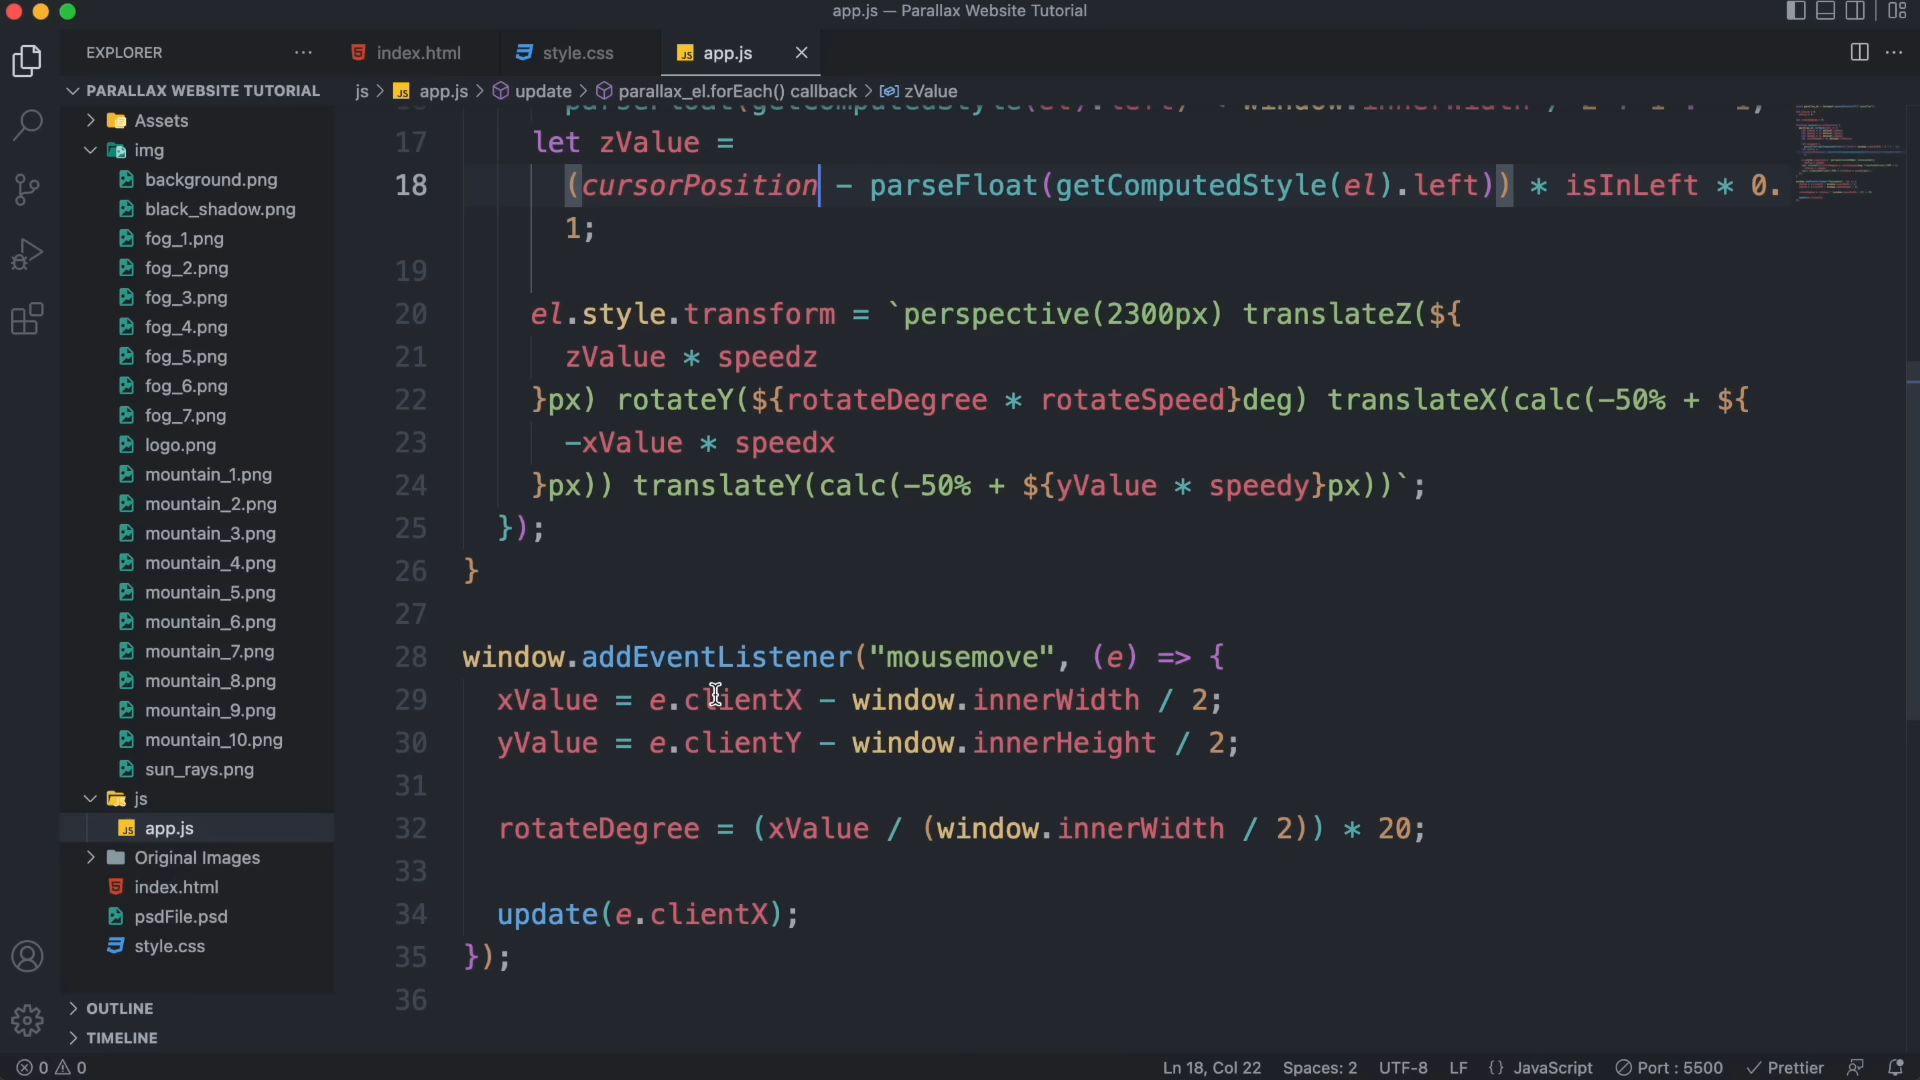 app.js — Parallax Website Tutorial
EXPLORER
index.html
style.css
app.js
PARALLAX WEBSITE TUTORIAL
js > app.js > update > parallax_el.forEach() callback > zValue
Assets
img
background.png
black_shadow.png
fog_1.png
fog_2.png
fog_3.png
fog_4.png
fog_5.png
fog_6.png
fog_7.png
logo.png
mountain_1.png
mountain_2.png
mountain_3.png
mountain_4.png
mountain_5.png
mountain_6.png
mountain_7.png
mountain_8.png
mountain_9.png
mountain_10.png
sun_rays.png
js
app.js
Original Images
index.html
psdFile.psd
style.css
OUTLINE
TIMELINE
17 let zValue =
18 (cursorPosition - parseFloat(getComputedStyle(el).left)) * isInLeft * 0.
1;
19
20 el.style.transform = `perspective(2300px) translateZ(${
21 zValue * speedz
22 }px) rotateY(${rotateDegree * rotateSpeed}deg) translateX(calc(-50% + ${
23 -xValue * speedx
24 }px)) translateY(calc(-50% + ${yValue * speedy}px))`;
25 });
26 }
27
28 window.addEventListener("mousemove", (e) => {
29 xValue = e.clientX - window.innerWidth / 2;
30 yValue = e.clientY - window.innerHeight / 2;
31
32 rotateDegree = (xValue / (window.innerWidth / 2)) * 20;
33
34 update(e.clientX);
35 });
36
0 0
Ln 18, Col 22
Spaces: 2
UTF-8
LF
{} JavaScript
Port : 5500
Prettier